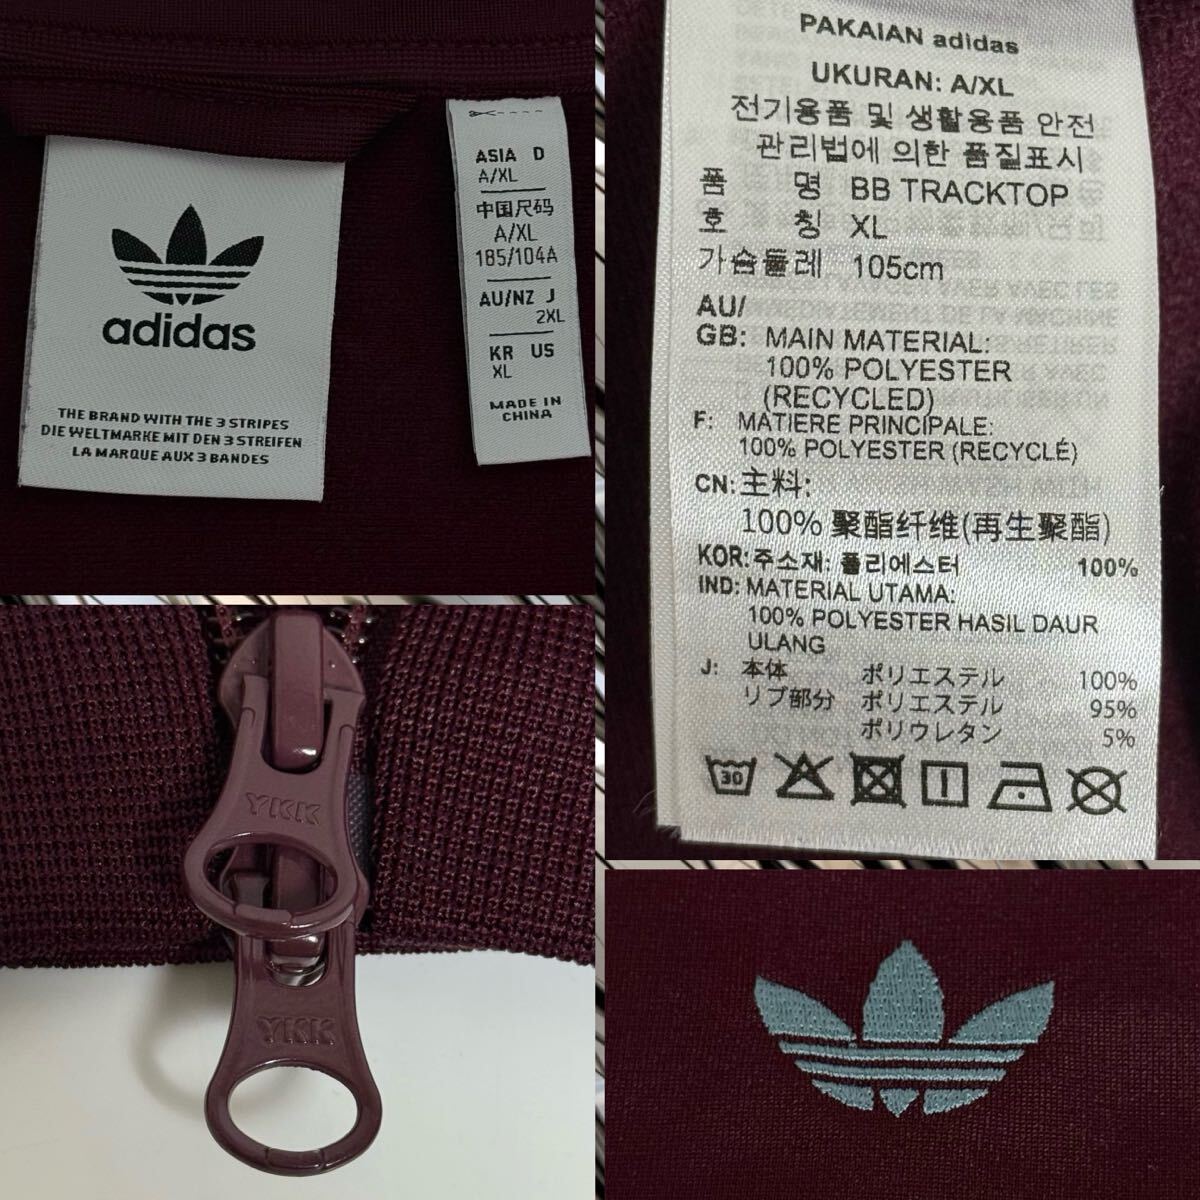 adidas
THE BRAND WITH THE 3 STRIPES
DIE WELTMARKE MIT DEN 3 STREIFEN
LA MARQUE AUX 3 BANDES
ASIA D
A/XL
中国尺码
A/XL
185/104A
AU/NZ J
2XL
KR US
XL
MADE IN
CHINA
PAKAIAN adidas
UKURAN: A/XL
전기용품 및 생활용품 안전
관리법에 의한 품질표시
품 명 BB TRACKTOP
호 칭 XL
가슴둘레 105cm
AU/
GB: MAIN MATERIAL:
100% POLYESTER
(RECYCLED)
F: MATIERE PRINCIPALE:
100% POLYESTER (RECYCLÉ)
CN: 主料:
100% 聚酯纤维(再生聚酯)
KOR: 주소재: 폴리에스터 100%
IND: MATERIAL UTAMA:
100% POLYESTER HASIL DAUR
ULANG
J: 本体 ポリエステル 100%
リブ部分 ポリエステル 95%
ポリウレタン 5%
30
YKK
YKK